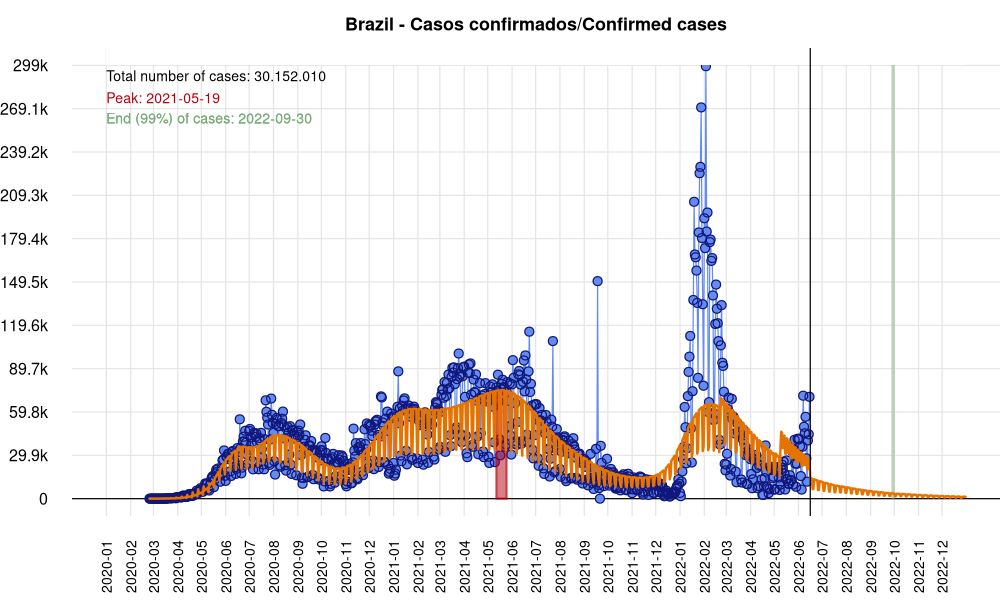 Brazil - Casos confirmados/Confirmed cases
299k
Total number of cases: 30.152.010
Peak: 2021-05-19
269.1k
End (99%) of cases: 2022-09-30
239.2k
209.3k
179.4k
149.5k
119.6k
89.7k
59.8k
29.9k
0
2020-01
2020-02
2020-03
2020-04
2020-05
2020-06
2020-07
2020-08
2020-09
2020-10
2020-11
2020-12
2021-01
2021-02
2021-03
2021-04
2021-05
2021-06
2021-07
2021-08
2021-09
2021-10
2021-11
2021-12
2022-01
2022-02
2022-03
2022-04
2022-05
2022-06
2022-07
2022-08
2022-09
2022-10
2022-11
2022-12